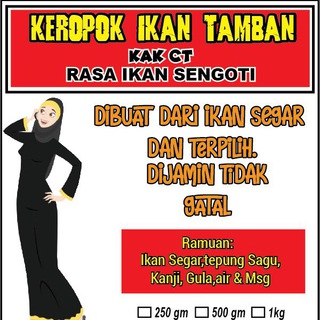 KEROPOK IKAN TAMBAN
KAK CT
RASA IKAN SENGOTI
DIBUAT DARI IKAN SEGAR
DAN TERPILIH.
DIJAMIN TIDAK
GATAL
Ramuan:
Ikan Segar,tepung Sagu,
Kanji, Gula,air & Msg
250 gm 500 gm 1kg